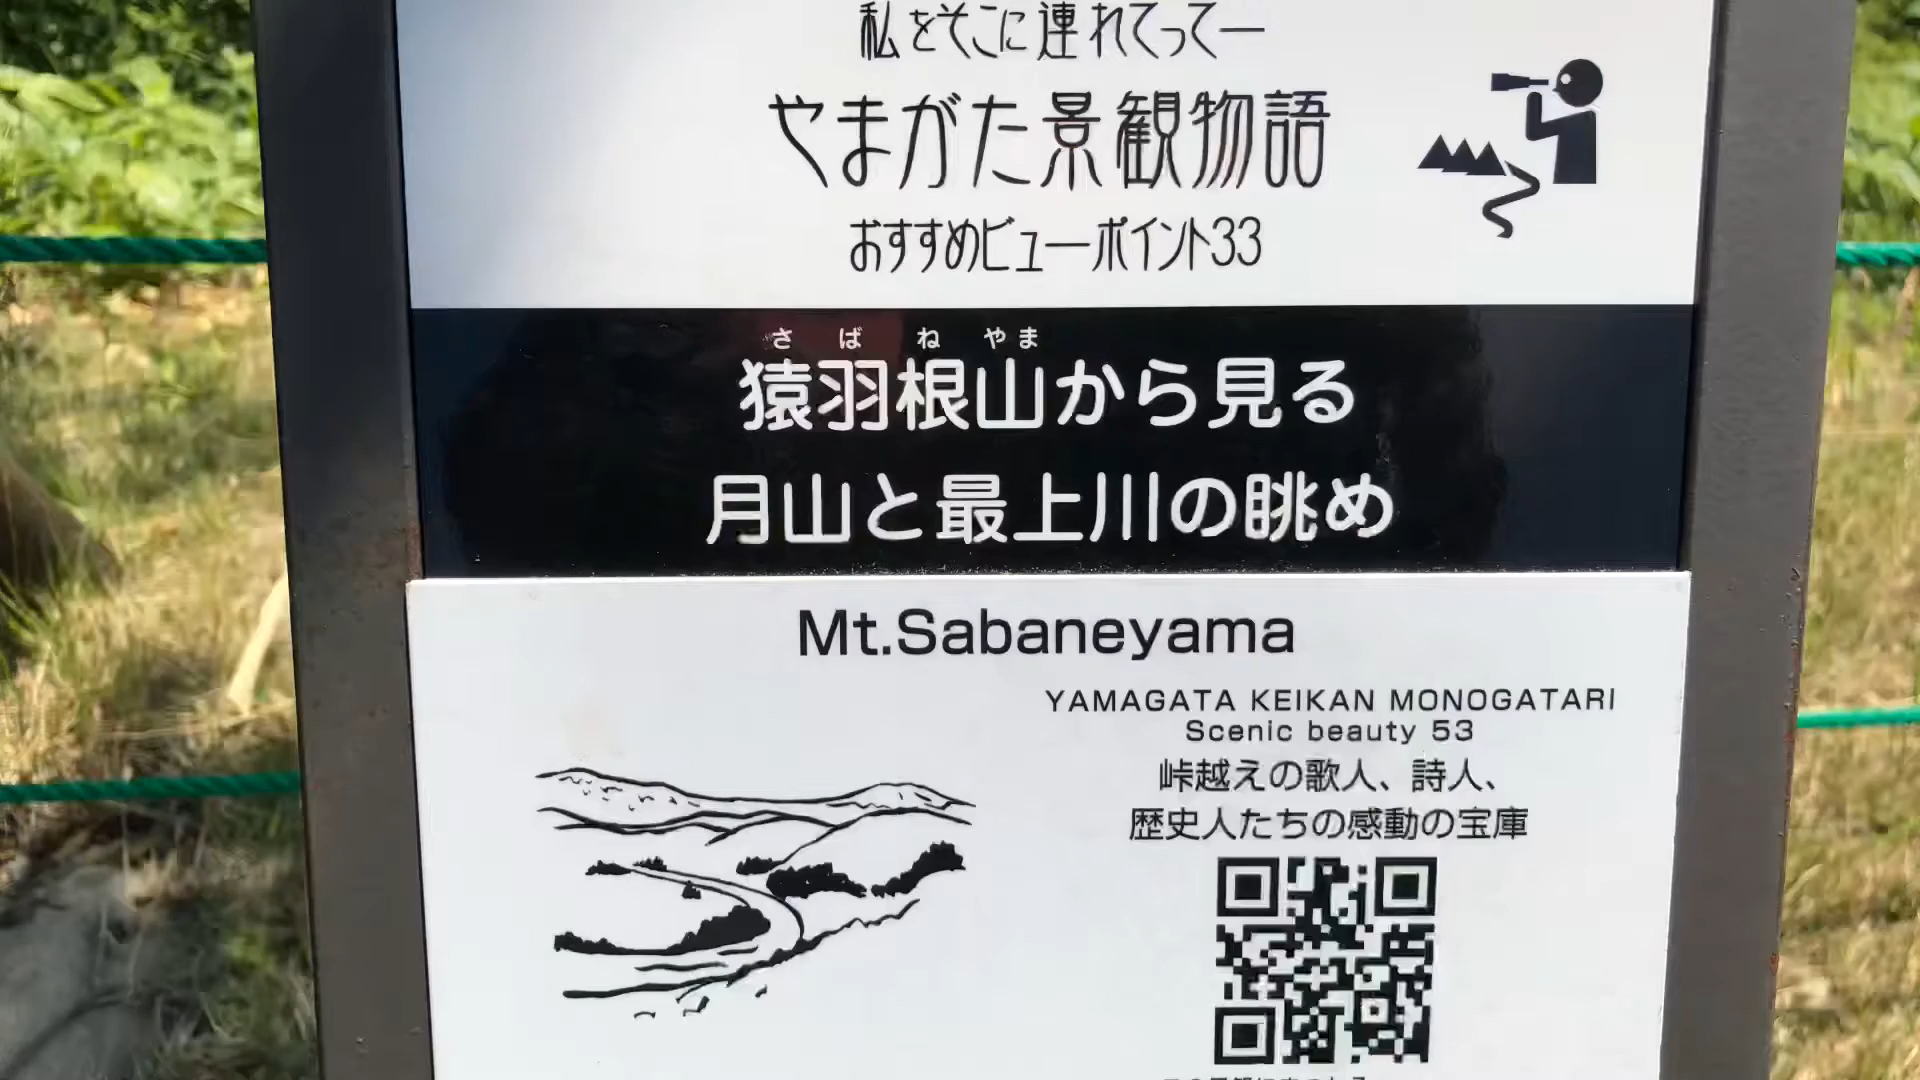 私をそこに連れてってー
やまがた景観物語
おすすめビューポイント33
さばねやま
猿羽根山から見る
月山と最上川の眺め
Mt.Sabaneyama
YAMAGATA KEIKAN MONOGATARI
Scenic beauty 53
峠越えの歌人、詩人、
歴史人たちの感動の宝庫